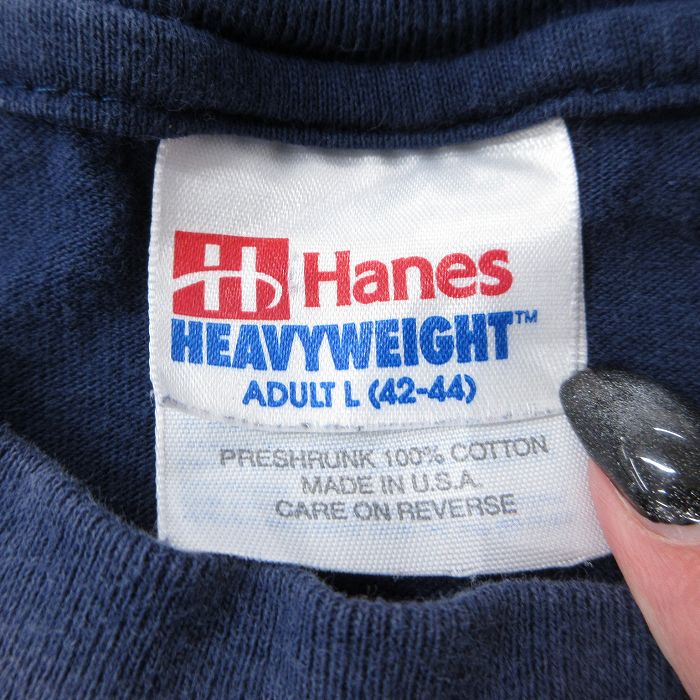 H Hanes
HEAVYWEIGHT™
ADULT L (42-44)
PRESHRUNK 100% COTTON
MADE IN U.S.A.
CARE ON REVERSE